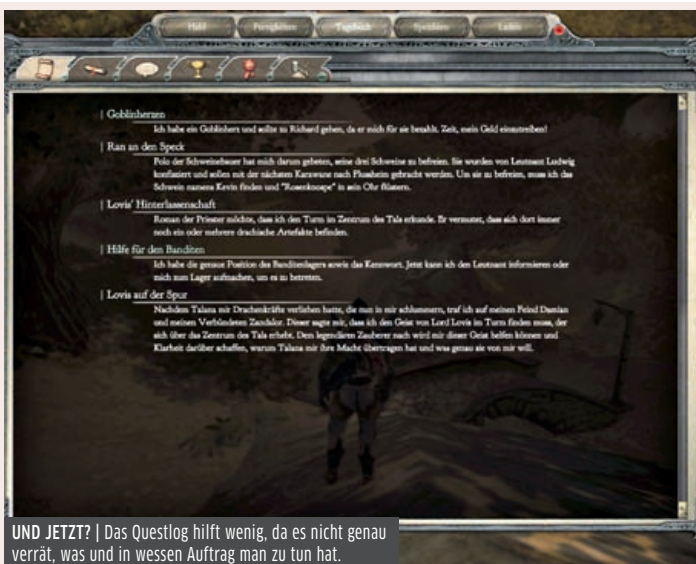 Held
Fertigkeiten
Tagebuch
Speichern
Laden
| Goblinherzen
Ich habe ein Goblinherz und sollte zu Richard gehen, da er mich für sie bezahlt. Zeit, mein Geld einzutreiben!
| Ran an den Speck
Polo der Schweinebauer hat mich darum gebeten, seine drei Schweine zu befreien. Sie wurden von Leutnant Ludwig
konfisziert und sollen mit der nächsten Karawane nach Flussheim gebracht werden. Um sie zu befreien, muss ich das
Schwein namens Kevin finden und "Rosenknospe" in sein Ohr flüstern.
| Lovis' Hinterlassenschaft
Roman der Priester möchte, dass ich den Turm im Zentrum des Tals erkunde. Er vermutet, dass sich dort immer
noch ein oder mehrere drachische Artefakte befinden.
| Hilfe für den Banditen
Ich habe die genaue Position des Banditenlagers sowie das Kennwort. Jetzt kann ich den Leutnant informieren oder
mich zum Lager aufmachen, um es zu betreten.
| Lovis auf der Spur
Nachdem Talana mir Drachenkräfte verliehen hatte, die nun in mir schlummern, traf ich auf meinen Feind Damian
und meinen Verbündeten Zandalor. Dieser sagte mir, dass ich den Geist von Lord Lovis im Turm finden muss, der
sich über das Zentrum des Tals erhebt. Dem legendären Zauberer nach wird mir dieser Geist helfen können und
Klarheit darüber schaffen, warum Talana mir ihre Macht übertragen hat und was genau sie von mir will.
UND JETZT? | Das Questlog hilft wenig, da es nicht genau
verrät, was und in wessen Auftrag man zu tun hat.